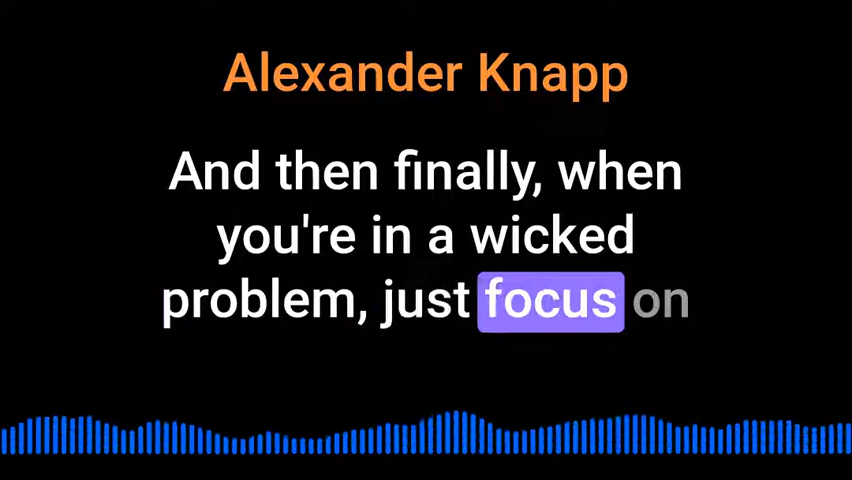 Alexander Knapp
And then finally, when
you're in a wicked
problem, just focus on